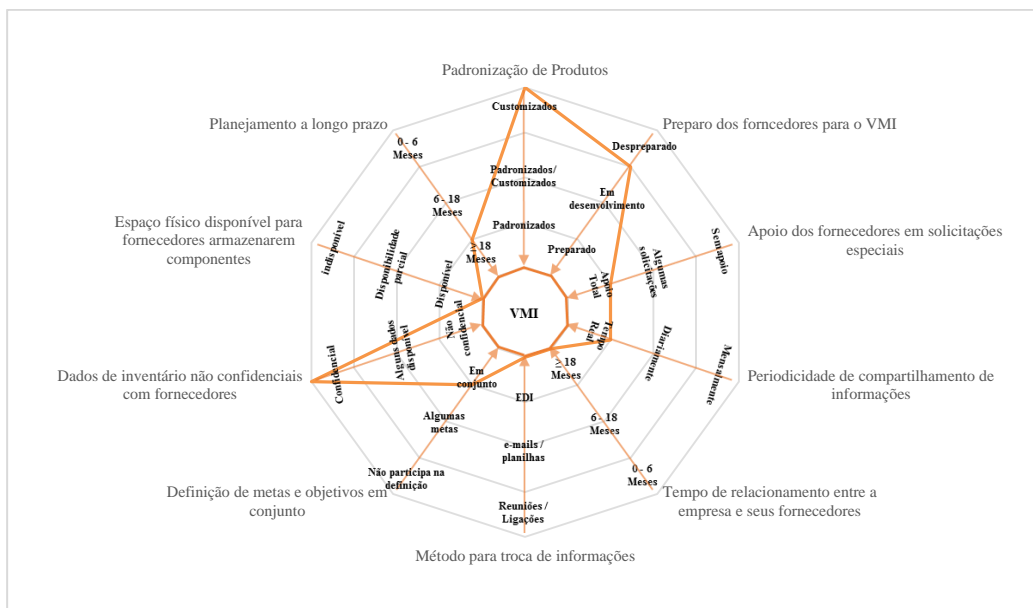 Padronização de Produtos
Customizados
Padronizados/
Customizados
Padronizados
Preparo dos forncedores para o VMI
Despreparado
Em
desenvolvimento
Preparado
Apoio dos fornecedores em solicitações
especiais
Sem apoio
Algumas
solicitações
Apoio
Total
Periodicidade de compartilhamento de
informações
Mensalmente
Diariamente
Tempo
Real
Tempo de relacionamento entre a
empresa e seus fornecedores
0 - 6
Meses
6 - 18
Meses
18
Meses
Método para troca de informações
Reuniões /
Ligações
e-mails /
planilhas
EDI
Definição de metas e objetivos em
conjunto
Não participa na
definição
Algumas
metas
Em
conjunto
Dados de inventário não confidenciais
com fornecedores
Confidencial
Alguns dados
disponível
Não
confidencial
Espaço físico disponível para
fornecedores armazenarem
componentes
indisponível
Disponibilidade
parcial
Disponível
Planejamento a longo prazo
0 - 6
Meses
6 - 18
Meses
18
Meses
VMI